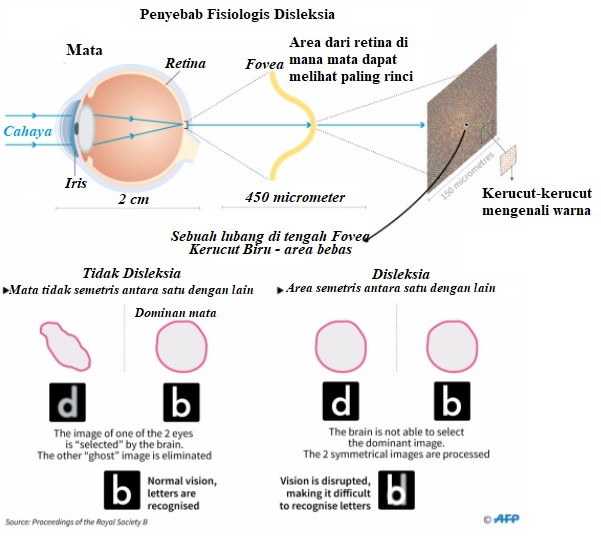 Penyebab Fisiologis Disleksia
Mata
Retina
Fovea
Area dari retina di
mana mata dapat
melihat paling rinci
Cahaya
Iris
2 cm
450 micrometer
150 micrometres
Kerucut-kerucut
mengenali warna
Sebuah lubang di tengah Fovea
Kerucut Biru - area bebas
Tidak Disleksia
Mata tidak semetris antara satu dengan lain
Dominan mata
d
b
The image of one of the 2 eyes
is “selected” by the brain.
The other “ghost” image is eliminated
b
Normal vision,
letters are
recognised
Disleksia
Area semetris antara satu dengan lain
d
b
The brain is not able to select
the dominant image.
The 2 symmetrical images are processed
Vision is disrupted,
making it difficult
to recognise letters
Source: Proceedings of the Royal Society B
© AFP